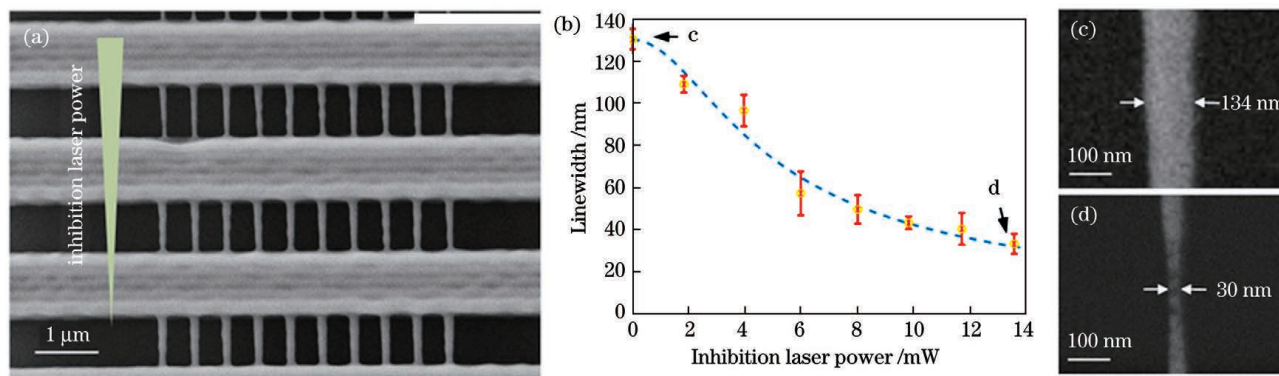 (a)
inhibition laser power
1 μm
(b)
Linewidth /nm
140
120
100
80
60
40
20
0
c
d
0 2 4 6 8 10 12 14
Inhibition laser power /mW
(c)
134 nm
100 nm
(d)
30 nm
100 nm